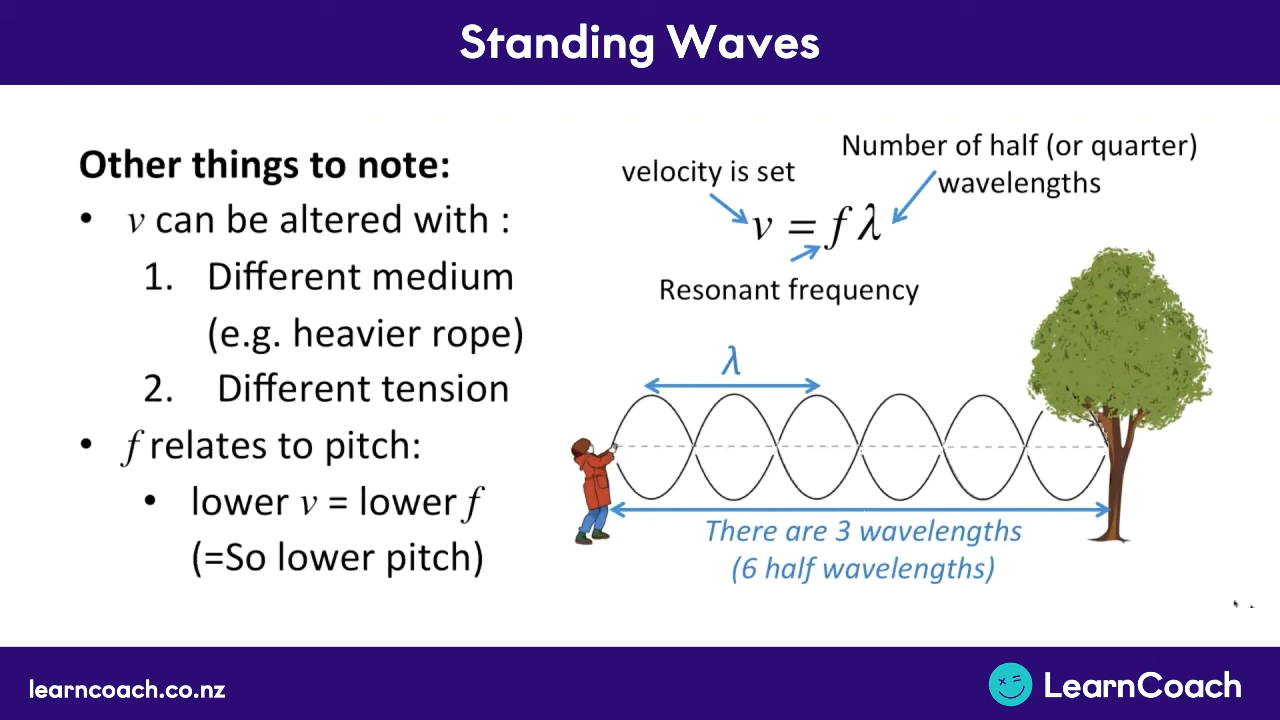 Standing Waves
Other things to note:
• v can be altered with :
1. Different medium
(e.g. heavier rope)
2. Different tension
• f relates to pitch:
• lower v = lower f
(=So lower pitch)
velocity is set
Number of half (or quarter)
wavelengths
v = f λ
Resonant frequency
λ
There are 3 wavelengths
(6 half wavelengths)
learncoach.co.nz
LearnCoach